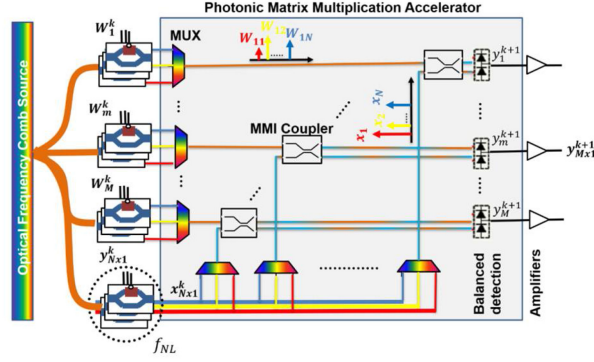 Photonic Matrix Multiplication Accelerator
Optical Frequency Comb Source
W_1^k
MUX
W_11
W_12
W_1N
y_1^{k+1}
W_m^k
MMI Coupler
x_N
x_2
x_1
y_m^{k+1}
y_{Mx1}^{k+1}
W_M^k
y_M^{k+1}
y_{Nx1}^k
x_{Nx1}^k
f_NL
Balanced detection
Amplifiers